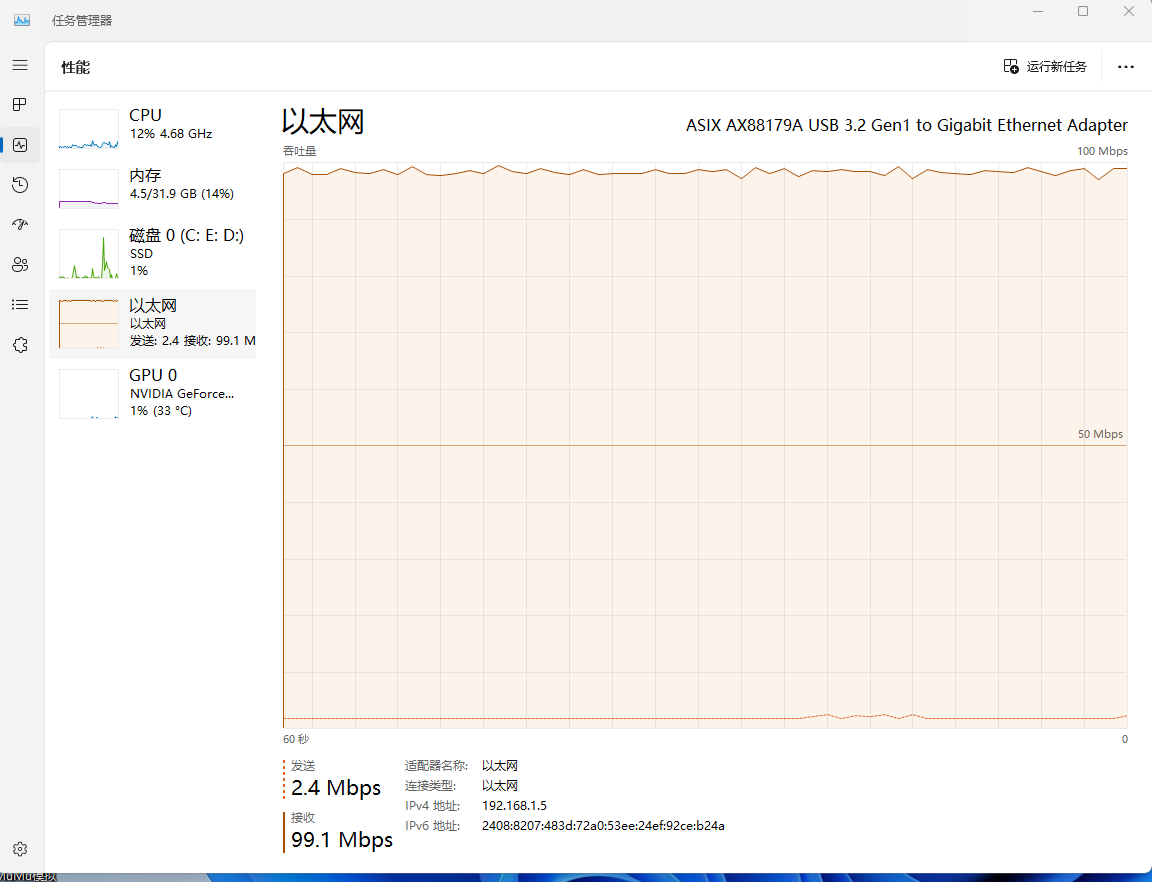 任务管理器
性能
运行新任务
CPU
12% 4.68 GHz
内存
4.5/31.9 GB (14%)
磁盘 0 (C: E: D:)
SSD
1%
以太网
以太网
发送: 2.4 接收: 99.1 M
GPU 0
NVIDIA GeForce...
1% (33 °C)
以太网
ASIX AX88179A USB 3.2 Gen1 to Gigabit Ethernet Adapter
吞吐量
100 Mbps
50 Mbps
60 秒
0
发送
2.4 Mbps
接收
99.1 Mbps
适配器名称: 以太网
连接类型: 以太网
IPv4 地址: 192.168.1.5
IPv6 地址: 2408:8207:483d:72a0:53ee:24ef:92ce:b24a